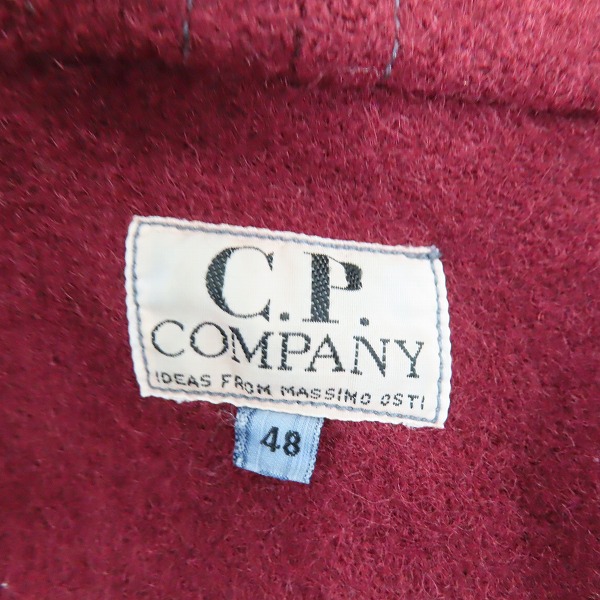 C.P.
COMPANY
IDEAS FROM MASSIMO OSTI
48